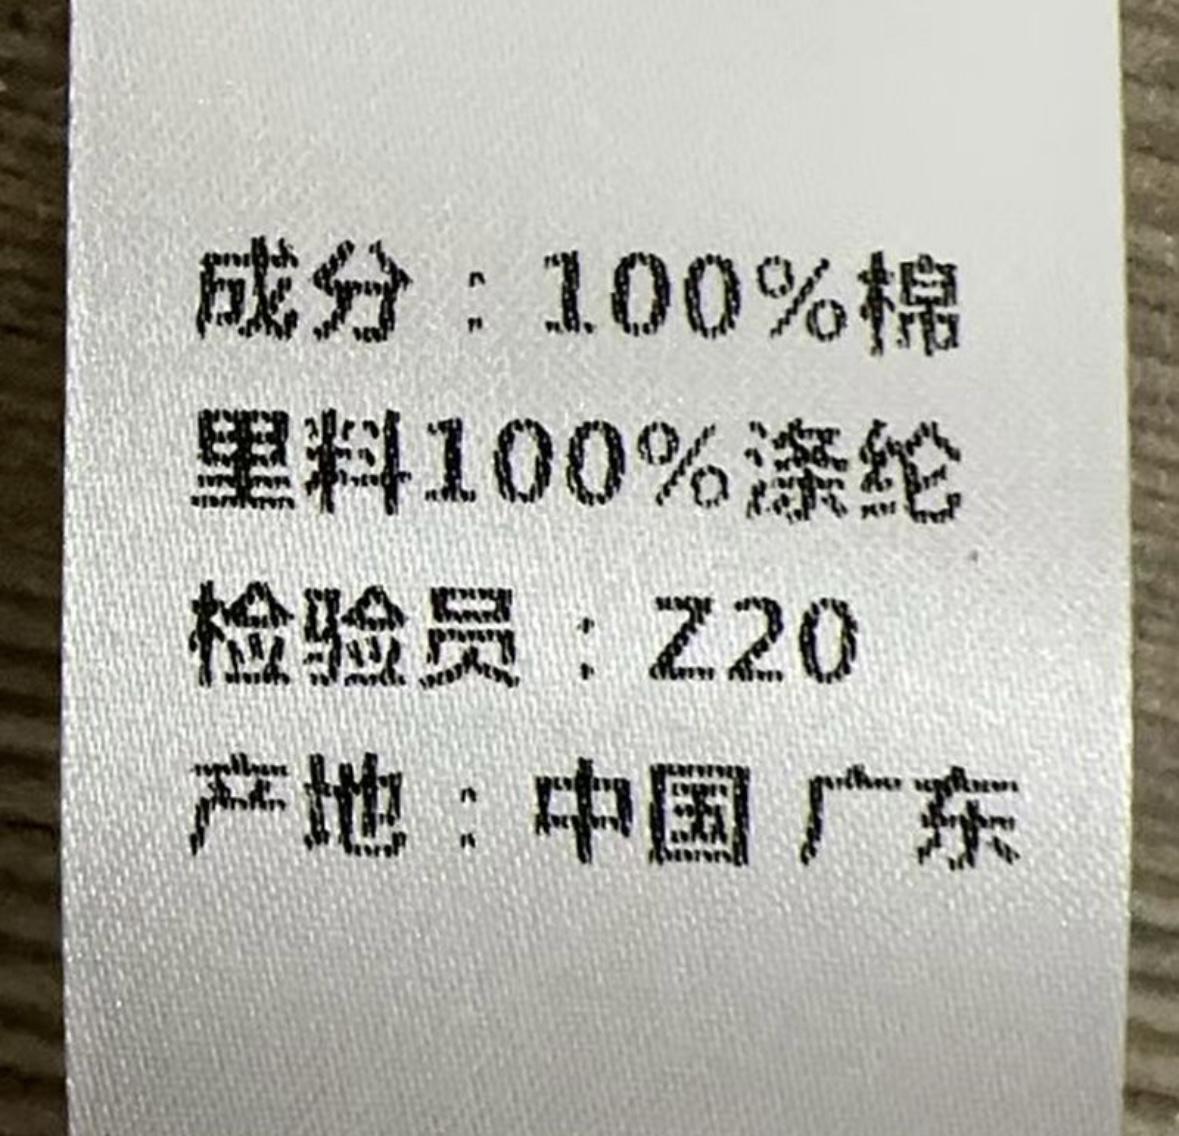 成分：100%棉
里料100%涤纶
检验员：Z20
产地：中国 广东